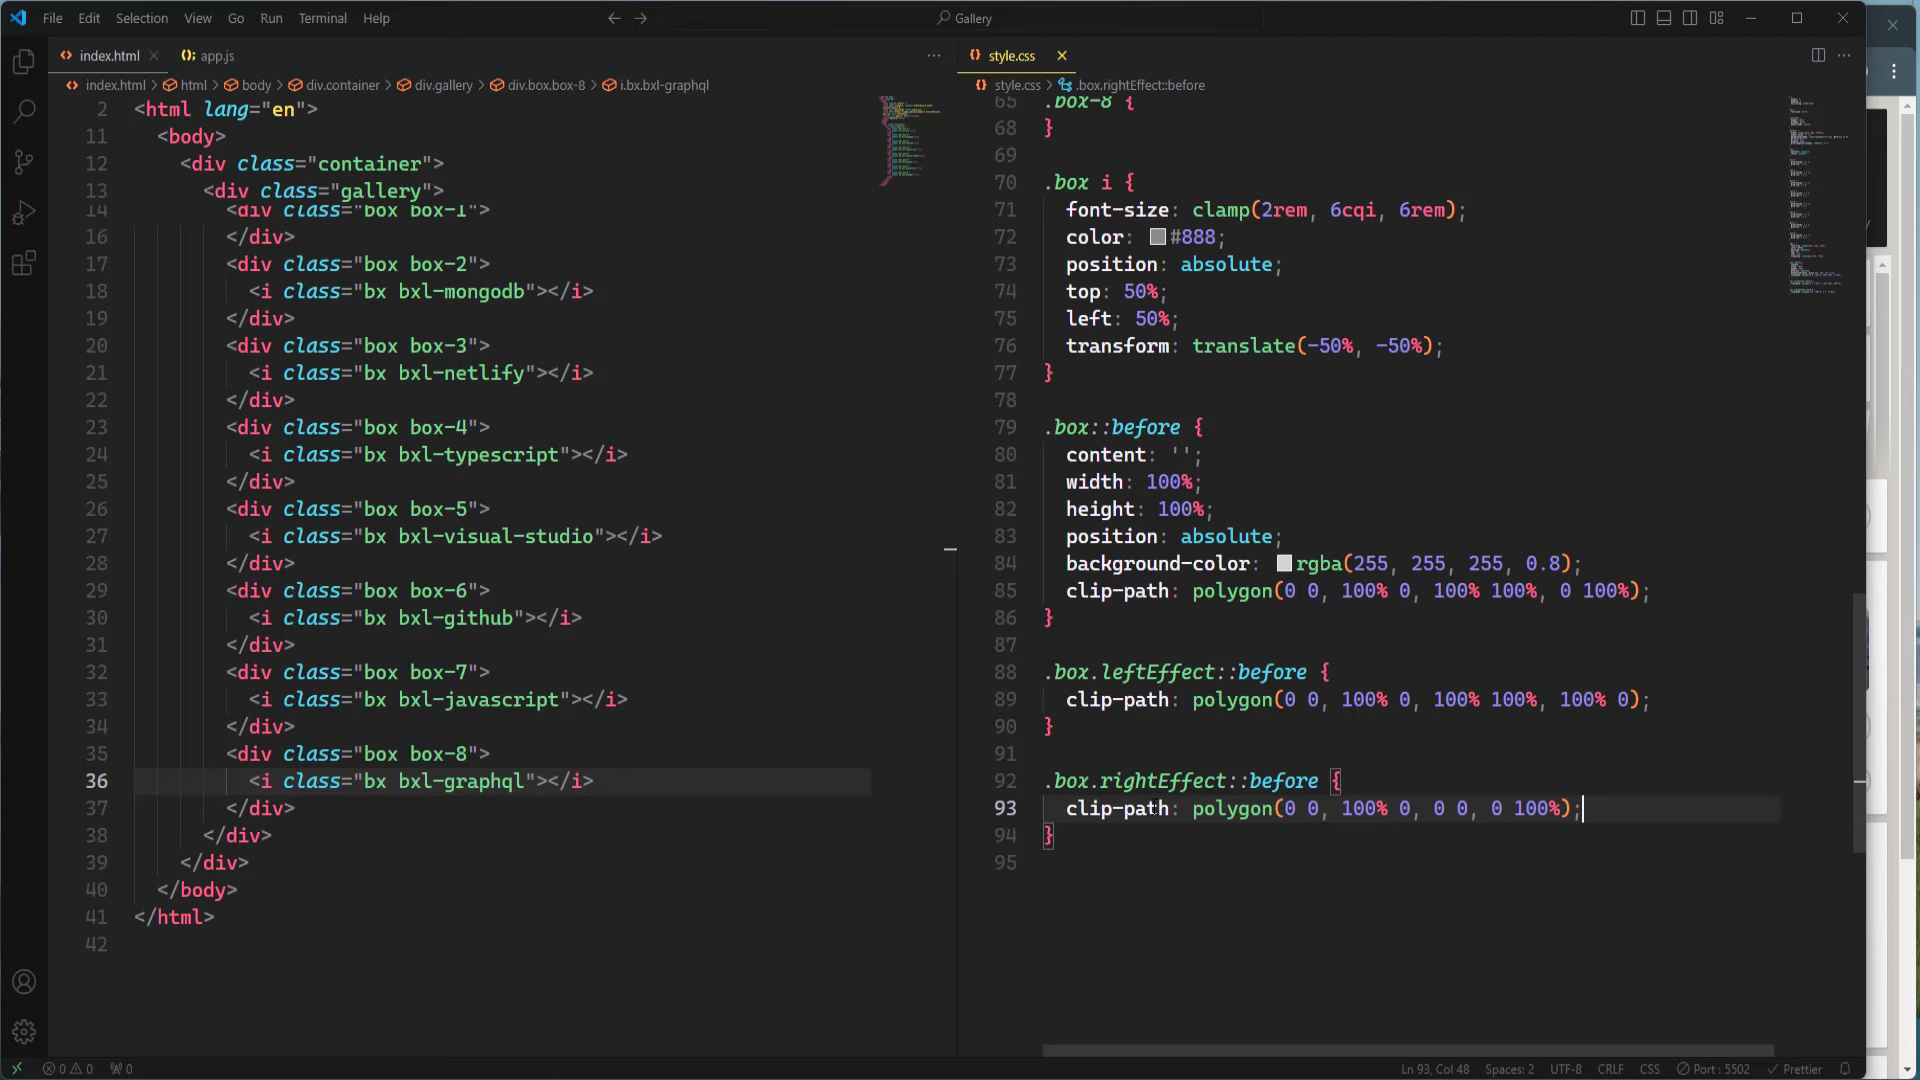 File Edit Selection View Go Run Terminal Help
Gallery
index.html
app.js
index.html > html > body > div.container > div.gallery > div.box.box-8 > i.bx.bxl-graphql
2 <html lang="en">
11 <body>
12 <div class="container">
13 <div class="gallery">
14 <div class="box box-1">
16 </div>
17 <div class="box box-2">
18 <i class="bx bxl-mongodb"></i>
19 </div>
20 <div class="box box-3">
21 <i class="bx bxl-netlify"></i>
22 </div>
23 <div class="box box-4">
24 <i class="bx bxl-typescript"></i>
25 </div>
26 <div class="box box-5">
27 <i class="bx bxl-visual-studio"></i>
28 </div>
29 <div class="box box-6">
30 <i class="bx bxl-github"></i>
31 </div>
32 <div class="box box-7">
33 <i class="bx bxl-javascript"></i>
34 </div>
35 <div class="box box-8">
36 <i class="bx bxl-graphql"></i>
37 </div>
38 </div>
39 </div>
40 </body>
41 </html>
42
style.css
style.css > .box.rightEffect::before
65 .box-8 {
68 }
69
70 .box i {
71 font-size: clamp(2rem, 6cqi, 6rem);
72 color: #888;
73 position: absolute;
74 top: 50%;
75 left: 50%;
76 transform: translate(-50%, -50%);
77 }
78
79 .box::before {
80 content: '';
81 width: 100%;
82 height: 100%;
83 position: absolute;
84 background-color: rgba(255, 255, 255, 0.8);
85 clip-path: polygon(0 0, 100% 0, 100% 100%, 0 100%);
86 }
87
88 .box.leftEffect::before {
89 clip-path: polygon(0 0, 100% 0, 100% 100%, 100% 0);
90 }
91
92 .box.rightEffect::before {
93 clip-path: polygon(0 0, 100% 0, 0 0, 0 100%);
94 }
95
0 0 0 Ln 93, Col 48 Spaces: 2 UTF-8 CRLF CSS Port : 5502 Prettier